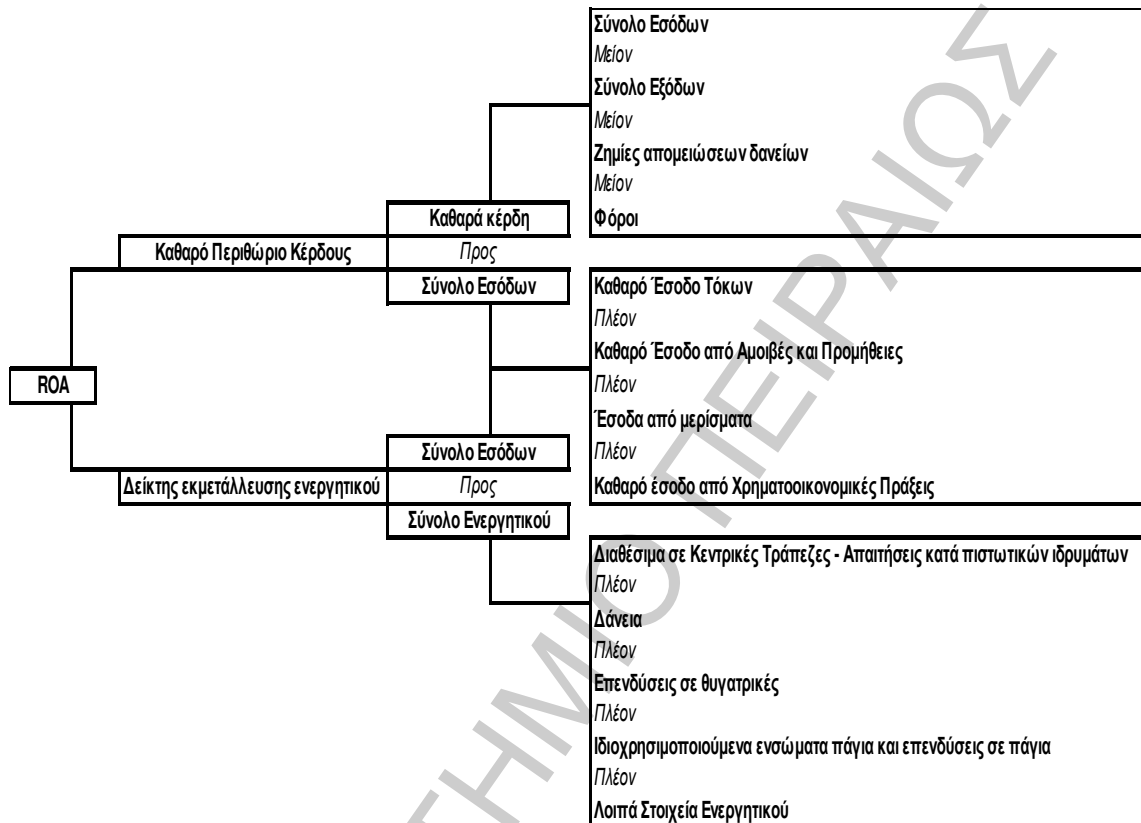 Σύνολο Εσόδων
Μείον
Σύνολο Εξόδων
Μείον
Ζημίες απομειώσεων δανείων
Μείον
Φόροι
Καθαρά κέρδη
Προς
Σύνολο Εσόδων
Καθαρό Περιθώριο Κέρδους
Καθαρό Έσοδο Τόκων
Πλέον
Καθαρό Έσοδο από Αμοιβές και Προμήθειες
Πλέον
Έσοδα από μερίσματα
Πλέον
Καθαρό έσοδο από Χρηματοοικονομικές Πράξεις
ROA
Σύνολο Εσόδων
Προς
Σύνολο Ενεργητικού
Δείκτης εκμετάλλευσης ενεργητικού
Διαθέσιμα σε Κεντρικές Τράπεζες - Απαιτήσεις κατά πιστωτικών ιδρυμάτων
Πλέον
Δάνεια
Πλέον
Επενδύσεις σε θυγατρικές
Πλέον
Ιδιοχρησιμοποιούμενα ενσώματα πάγια και επενδύσεις σε πάγια
Πλέον
Λοιπά Στοιχεία Ενεργητικού
ΤΗΜΙΟ ΠΕΙΡΑΙΩΣ